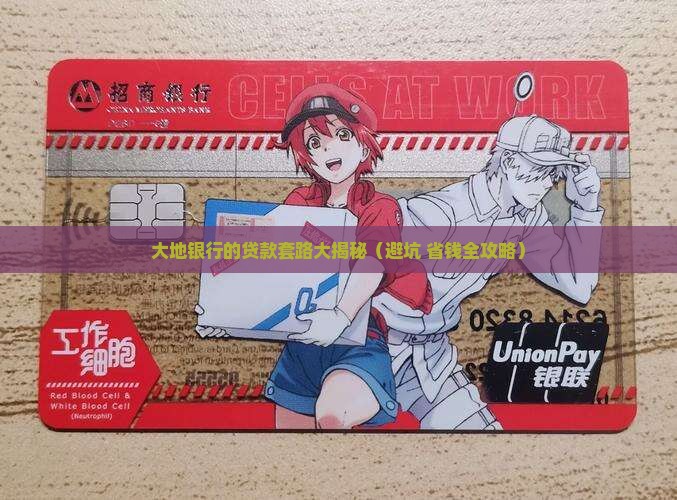 招商银行
CHINA MERCHANTS BANK
CELLS AT WORK
大地银行的贷款套路大揭秘（避坑 省钱全攻略）
工作
细胞
Red Blood Cell &
White Blood Cell
(Neutrophil)
UnionPay
银联